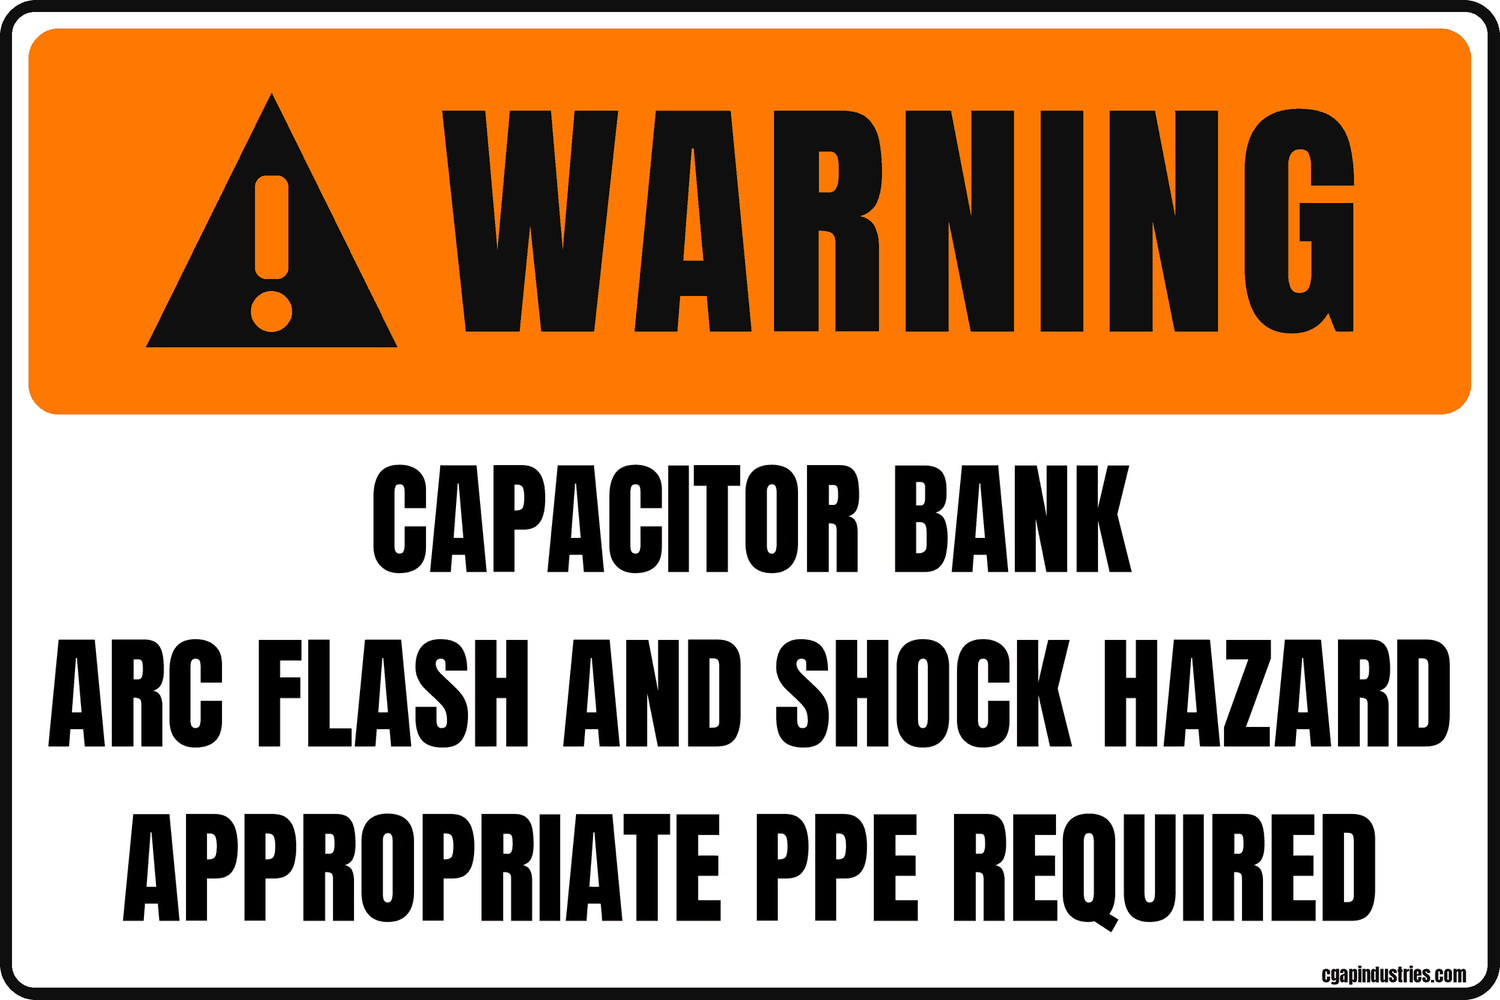 WARNING
CAPACITOR BANK
ARC FLASH AND SHOCK HAZARD
APPROPRIATE PPE REQUIRED
cgapindustries.com